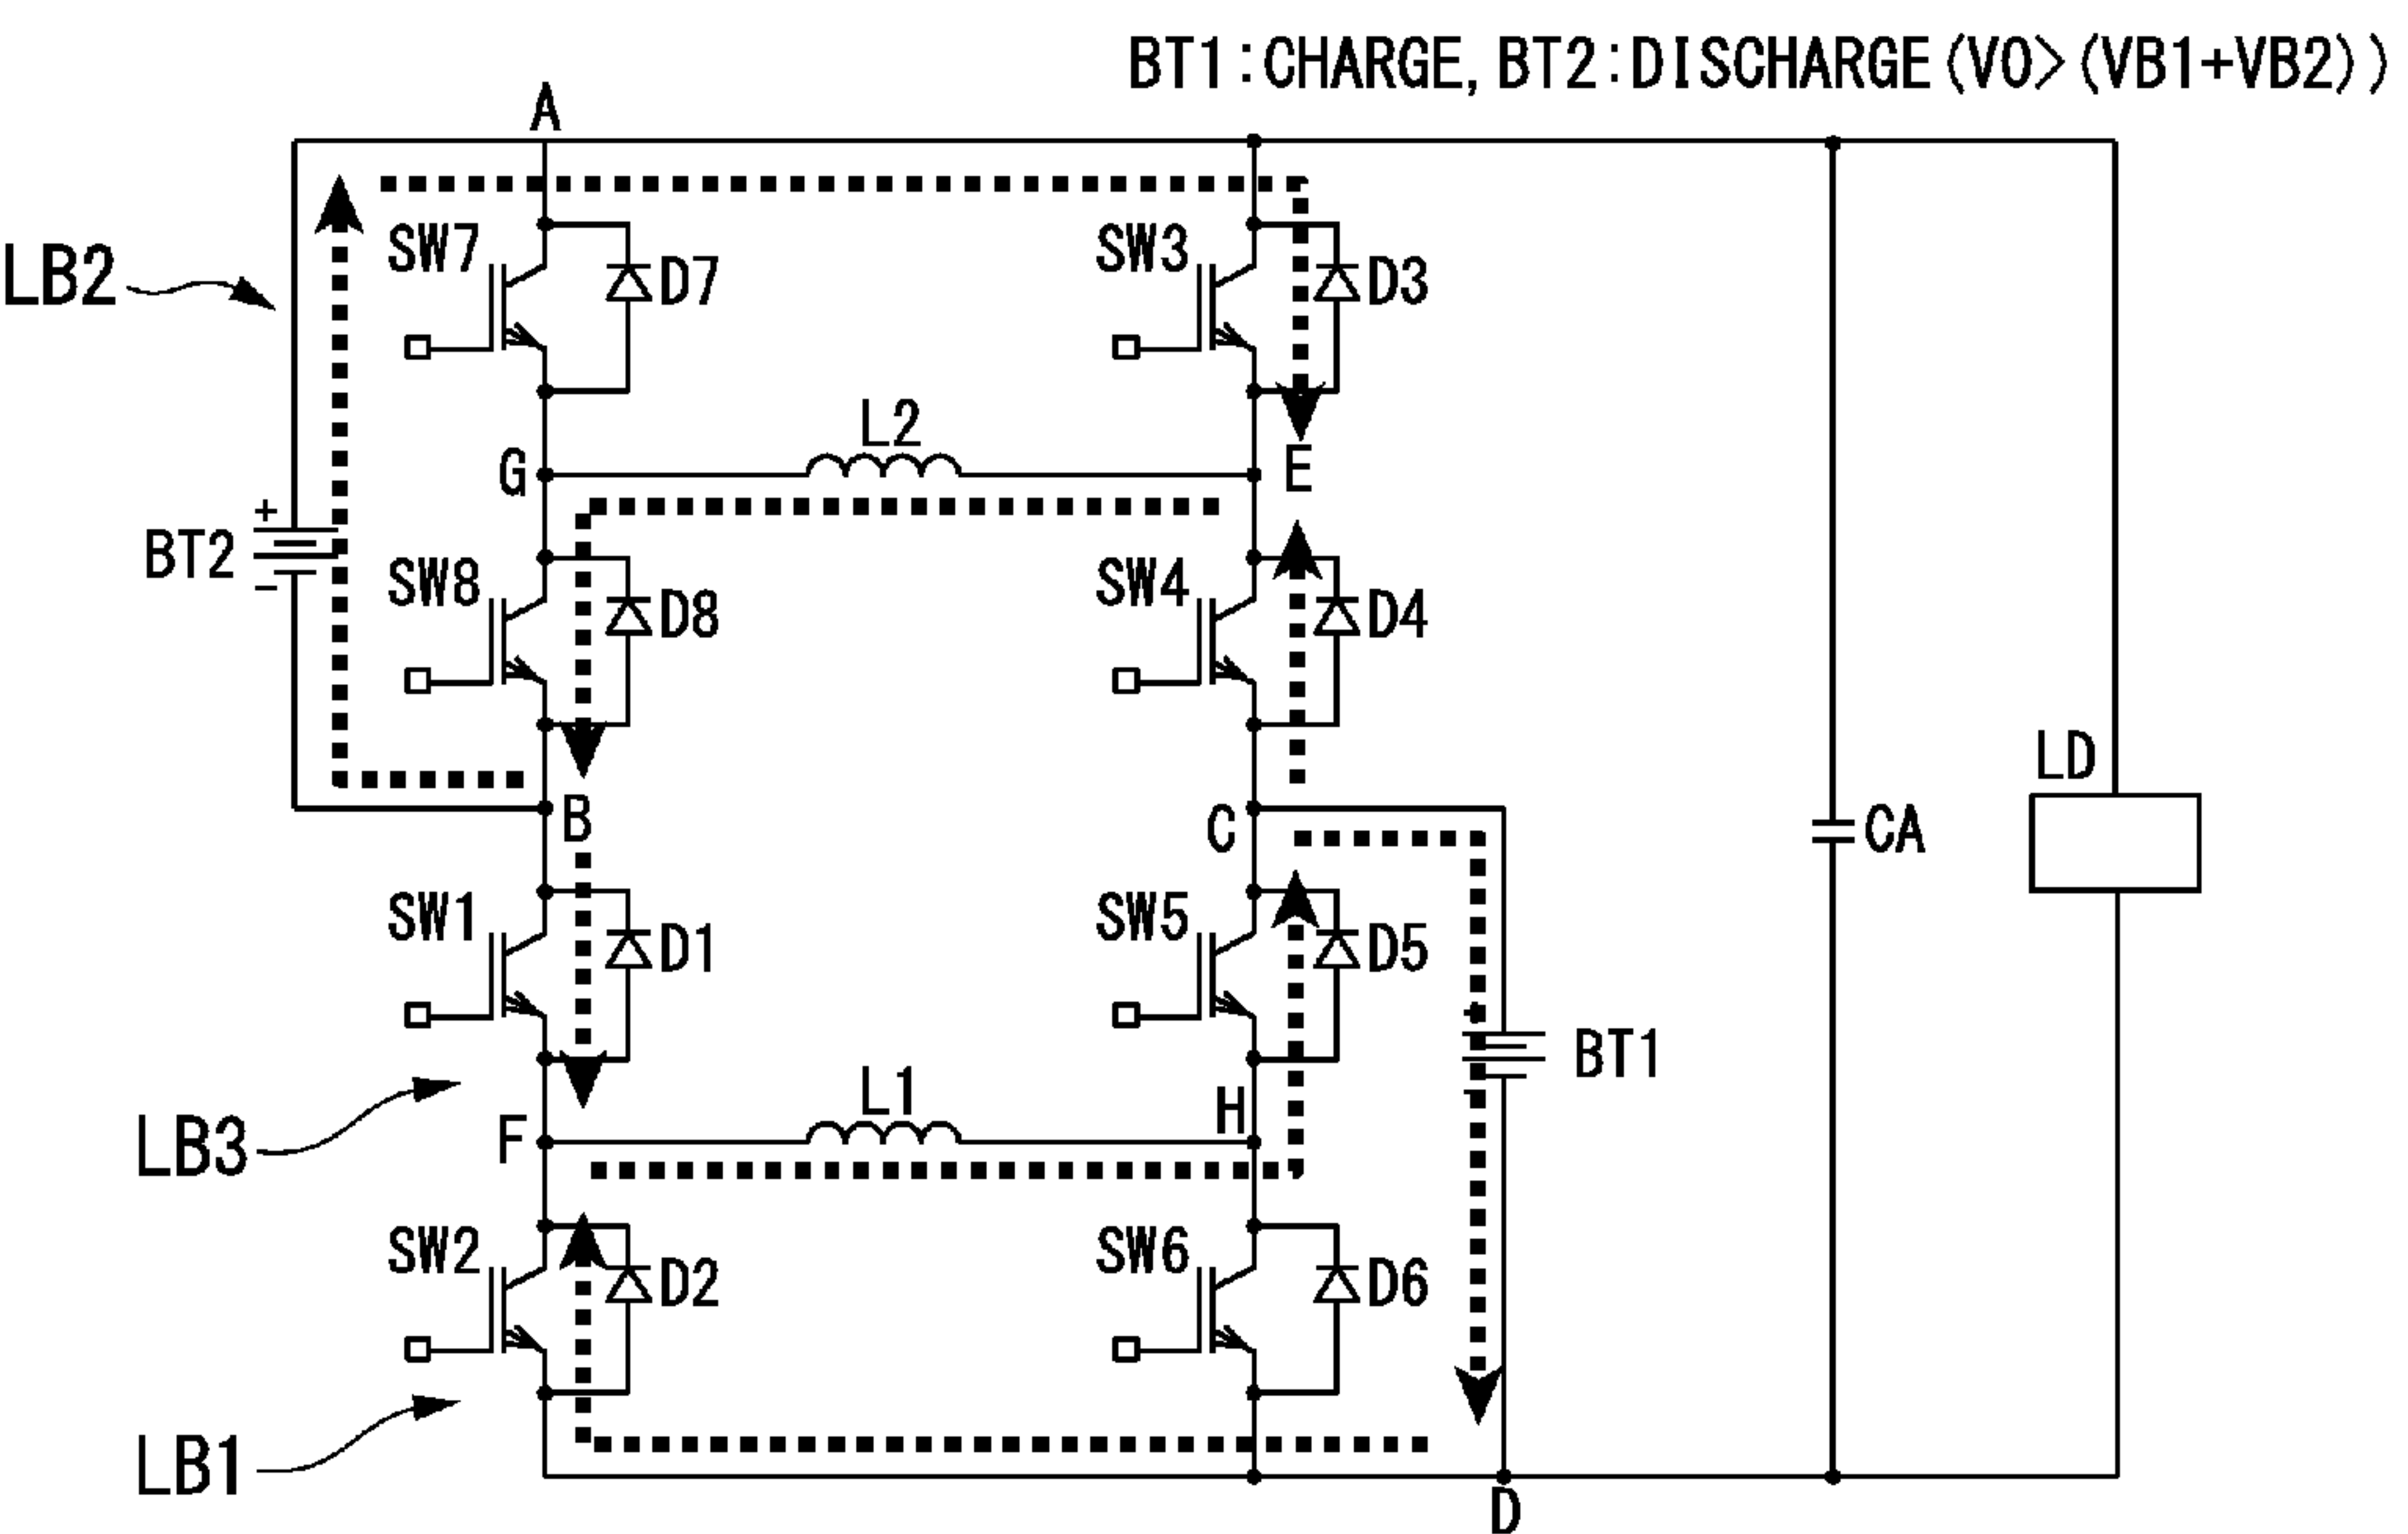 BT1:CHARGE, BT2:DISCHARGE(VO>(VB1+VB2))
A
SW7
D7
SW3
D3
LB2
L2
G
E
+
BT2
−
SW8
D8
SW4
D4
LD
B
C
CA
SW1
D1
SW5
D5
+
BT1
−
LB3
L1
F
H
SW2
D2
SW6
D6
LB1
D